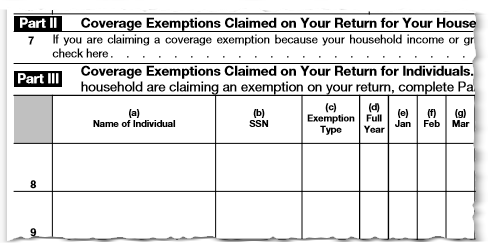 Part II Coverage Exemptions Claimed on Your Return for Your House
7 If you are claiming a coverage exemption because your household income or gr
check here . . . . . . . . . . . . . . . . .
Part III Coverage Exemptions Claimed on Your Return for Individuals.
household are claiming an exemption on your return, complete Pa
(a) Name of Individual
(b) SSN
(c) Exemption Type
(d) Full Year
(e) Jan
(f) Feb
(g) Mar
8
9